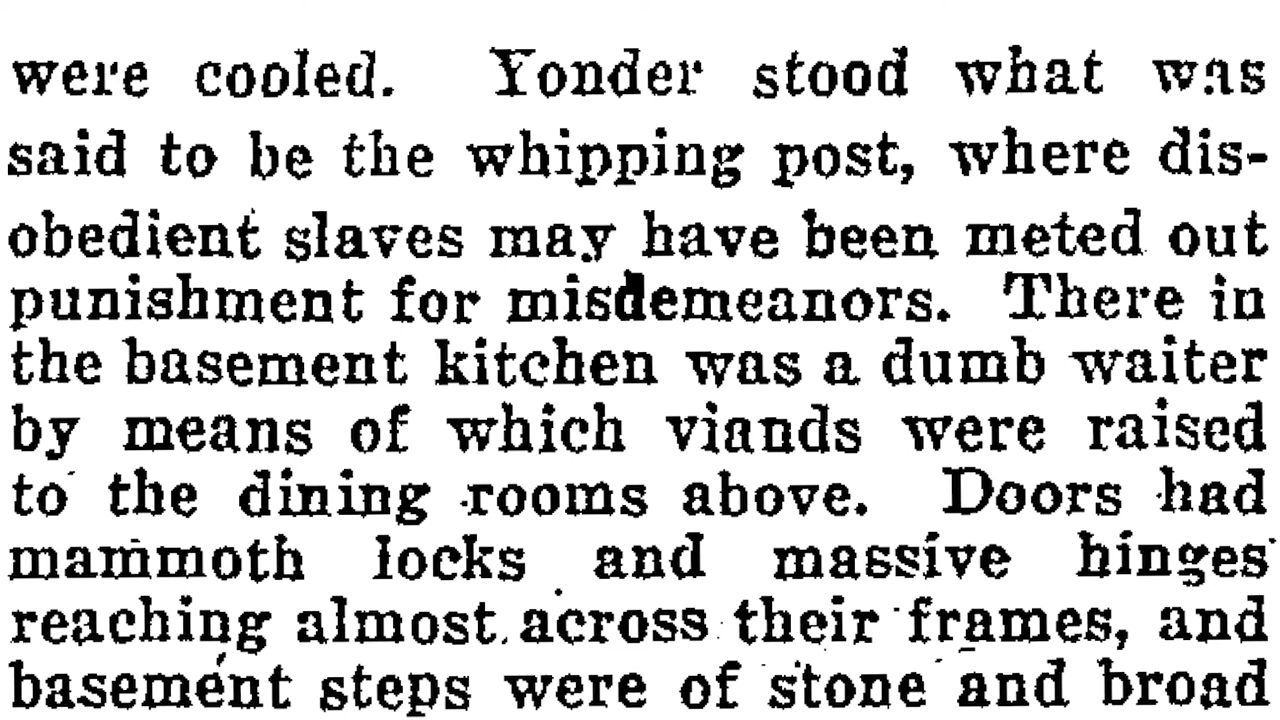 were cooled. Yonder stood what was
said to be the whipping post, where dis-
obedient slaves may have been meted out
punishment for misdemeanors. There in
the basement kitchen was a dumb waiter
by means of which viands were raised
to the dining rooms above. Doors had
mammoth locks and massive hinges
reaching almost across their frames, and
basement steps were of stone and broad